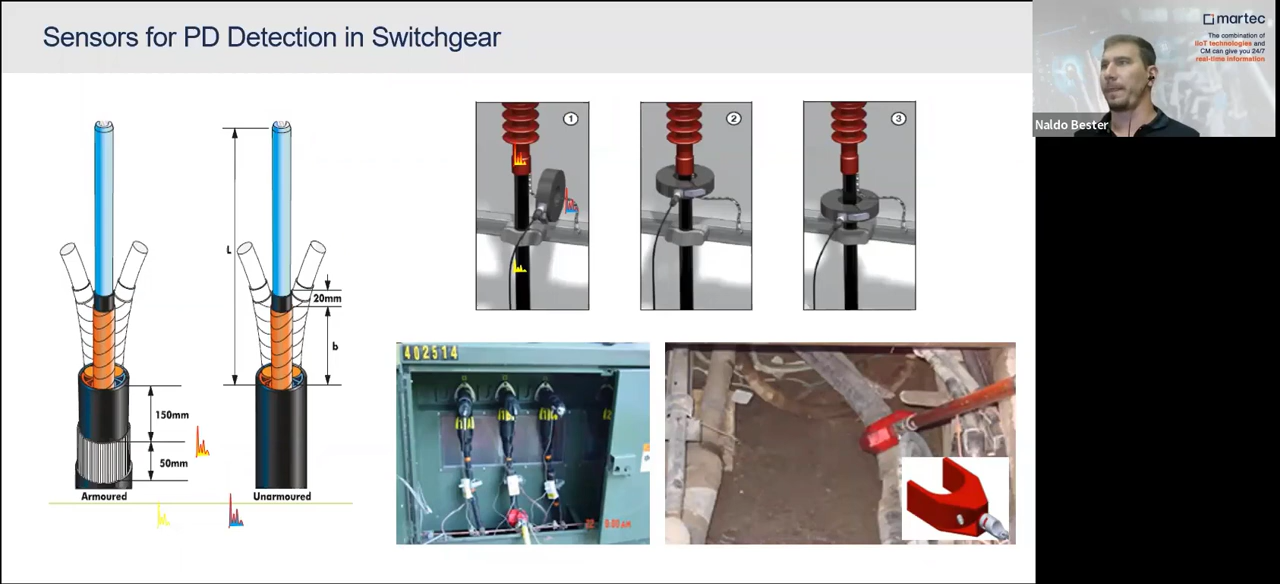 Sensors for PD Detection in Switchgear
martec
The combination of
IIoT technologies and
CM can give you 24/7
real-time information
Naldo Bester
1
2
3
L
20mm
b
150mm
50mm
Armoured
Unarmoured
402514